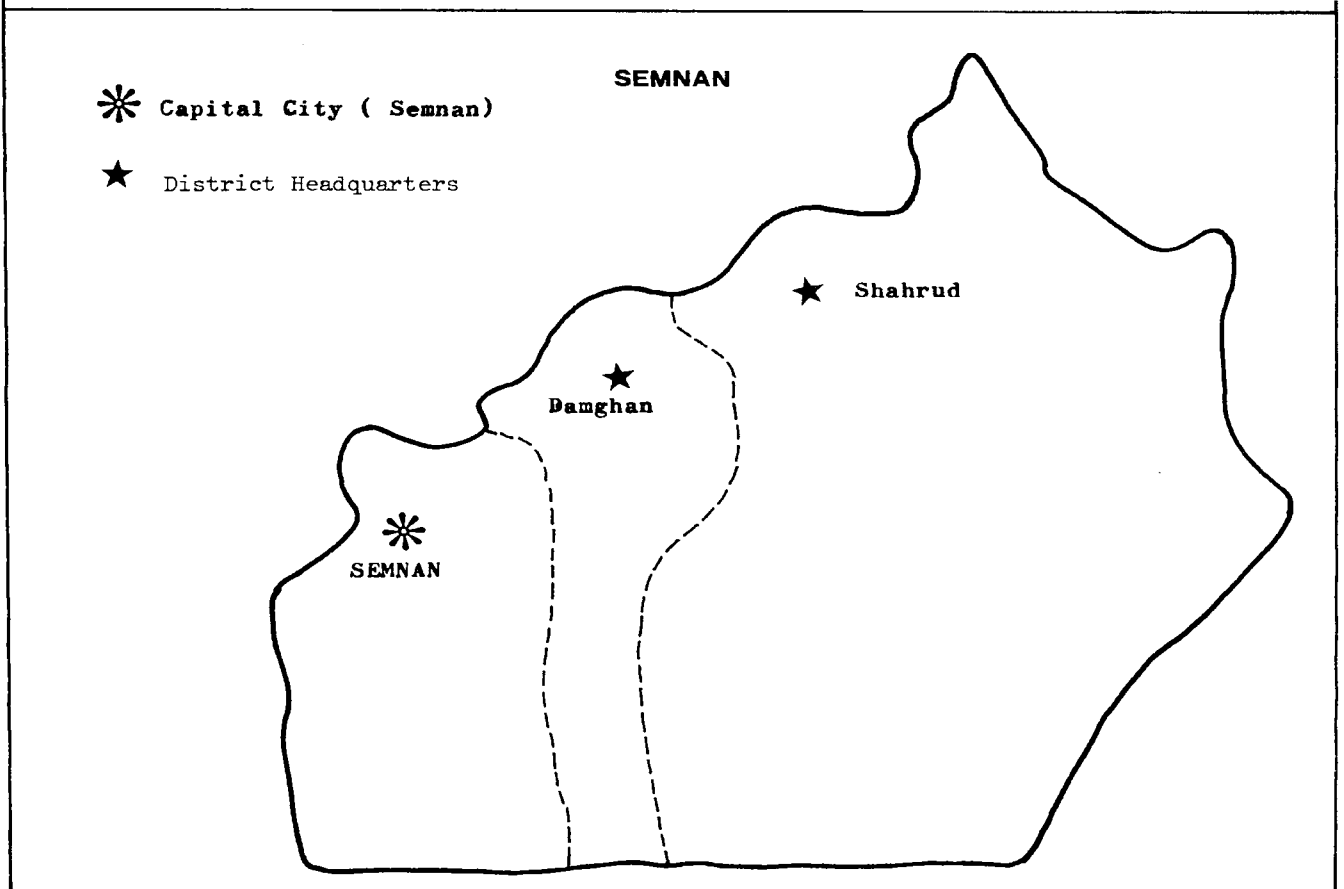 SEMNAN
Capital City ( Semnan)
District Headquarters
Shahrud
Damghan
SEMNAN